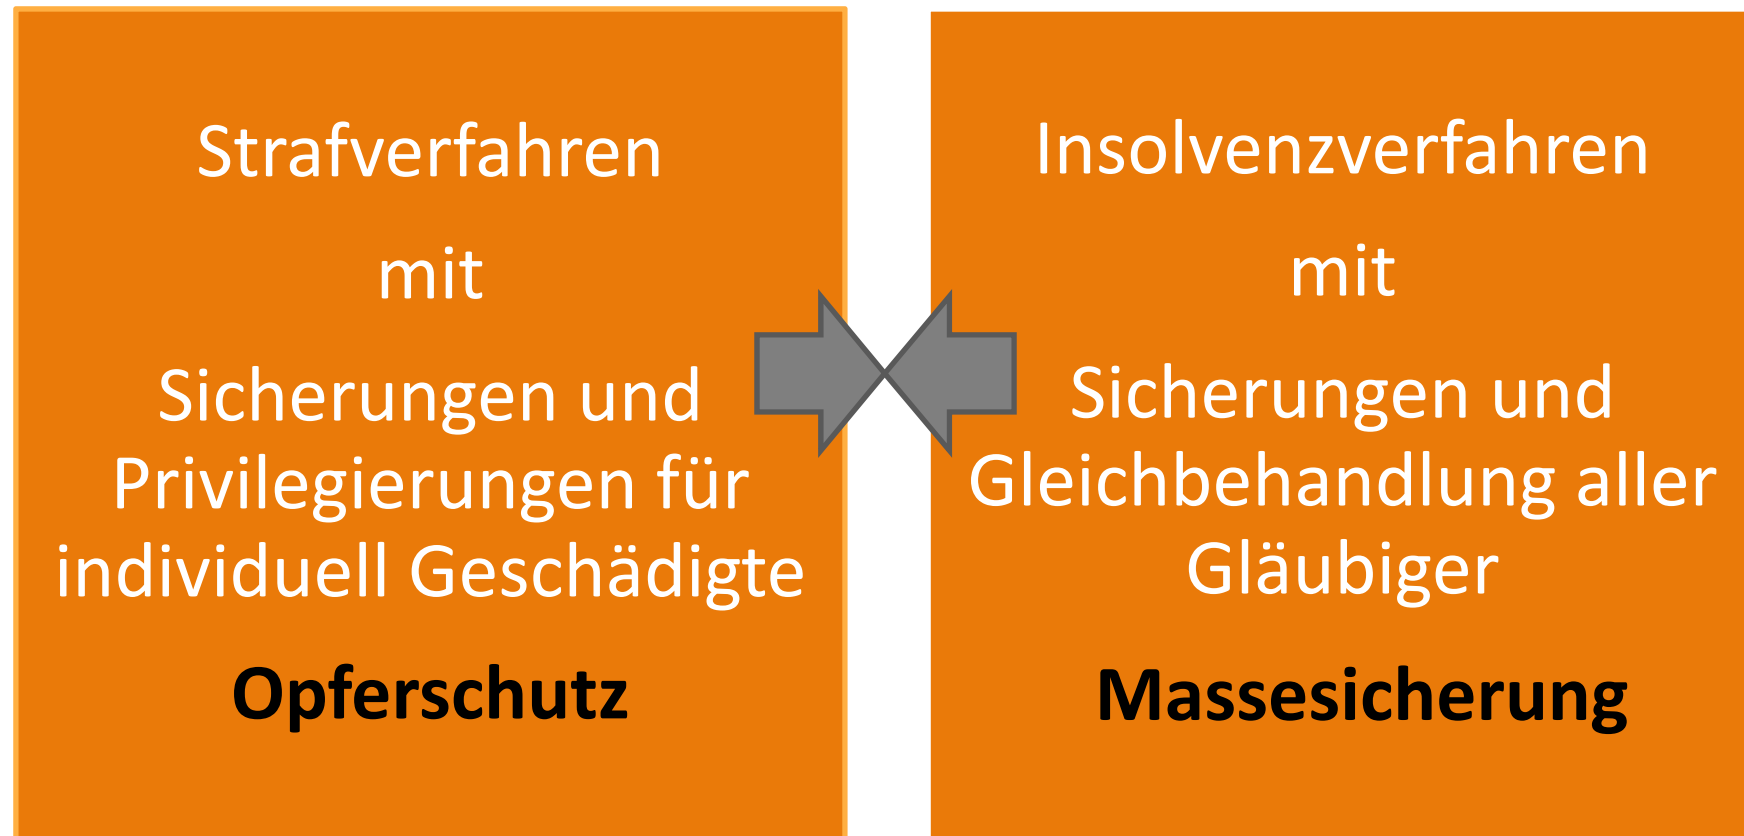 Strafverfahren
mit
Sicherungen und
Privilegierungen für
individuell Geschädigte
Opferschutz
Insolvenzverfahren
mit
Sicherungen und
Gleichbehandlung aller
Gläubiger
Massesicherung